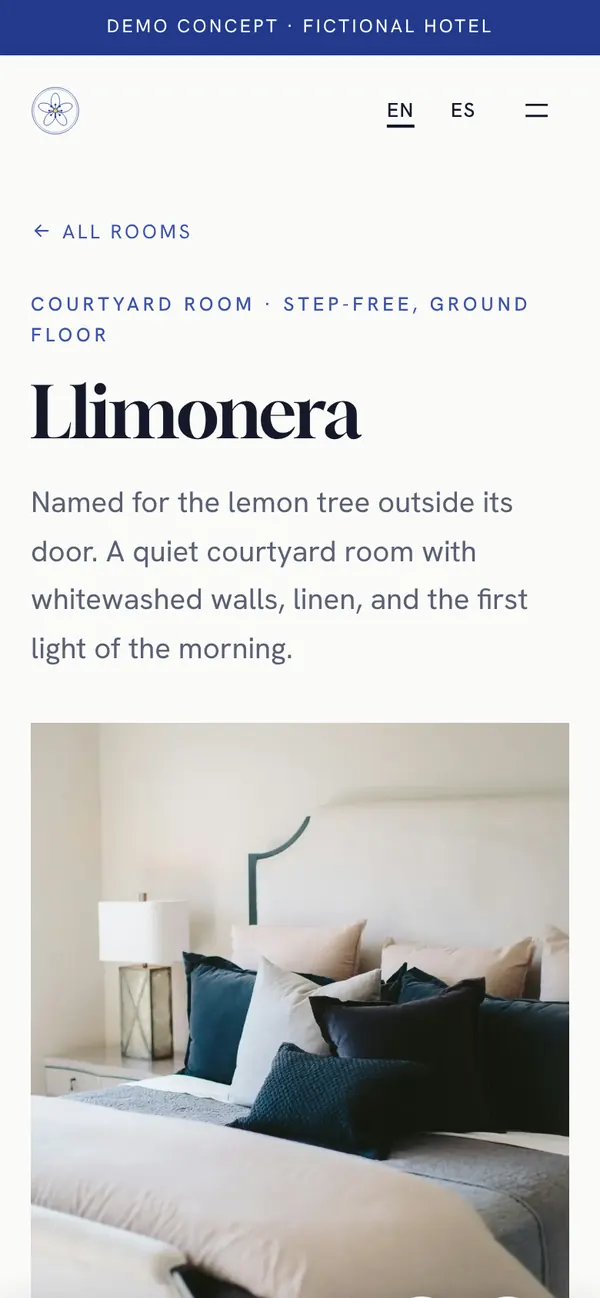 DEMO CONCEPT · FICTIONAL HOTEL
EN ES
← ALL ROOMS
COURTYARD ROOM · STEP-FREE, GROUND
FLOOR
Llimonera
Named for the lemon tree outside its
door. A quiet courtyard room with
whitewashed walls, linen, and the first
light of the morning.